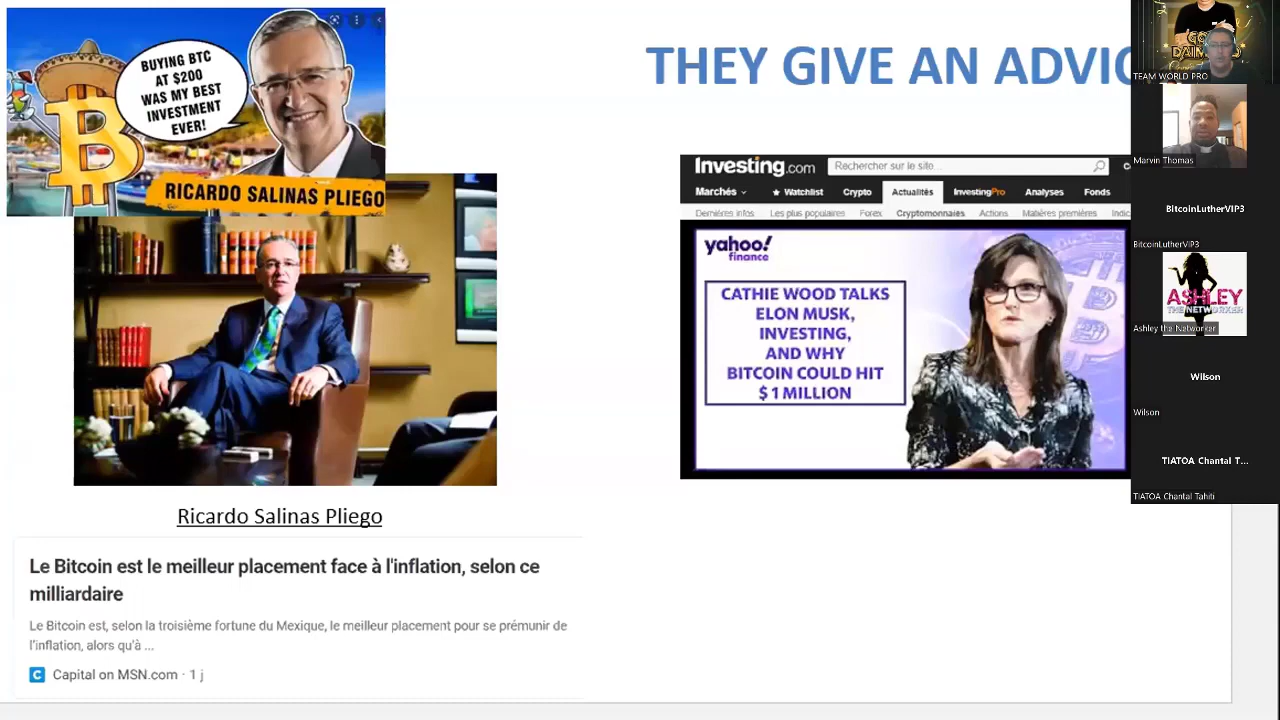 THEY GIVE AN ADVIC
BUYING BTC
AT $200
WAS MY BEST
INVESTMENT
EVER!
RICARDO SALINAS PLIEGO
Ricardo Salinas Pliego
Le Bitcoin est le meilleur placement face à l'inflation, selon ce
milliardaire
Le Bitcoin est, selon la troisième fortune du Mexique, le meilleur placement pour se prémunir de
l'inflation, alors qu'à ...
C Capital on MSN.com · 1 j
Investing.com Rechercher sur le site...
Marchés Watchlist Crypto Actualités InvestingPro Analyses Fonds
Dernières infos Les plus populaires Forex Cryptomonnaies Actions Matières premières Indic
yahoo!
finance
CATHIE WOOD TALKS
ELON MUSK,
INVESTING,
AND WHY
BITCOIN COULD HIT
$1 MILLION
TEAM WORLD PRO
Marvin Thomas
BitcoinLutherVIP3
BitcoinLutherVIP3
ASHLEY
THE NETWORKER
Ashley the Networker
Wilson
Wilson
TIATOA Chantal T...
TIATOA Chantal Tahiti